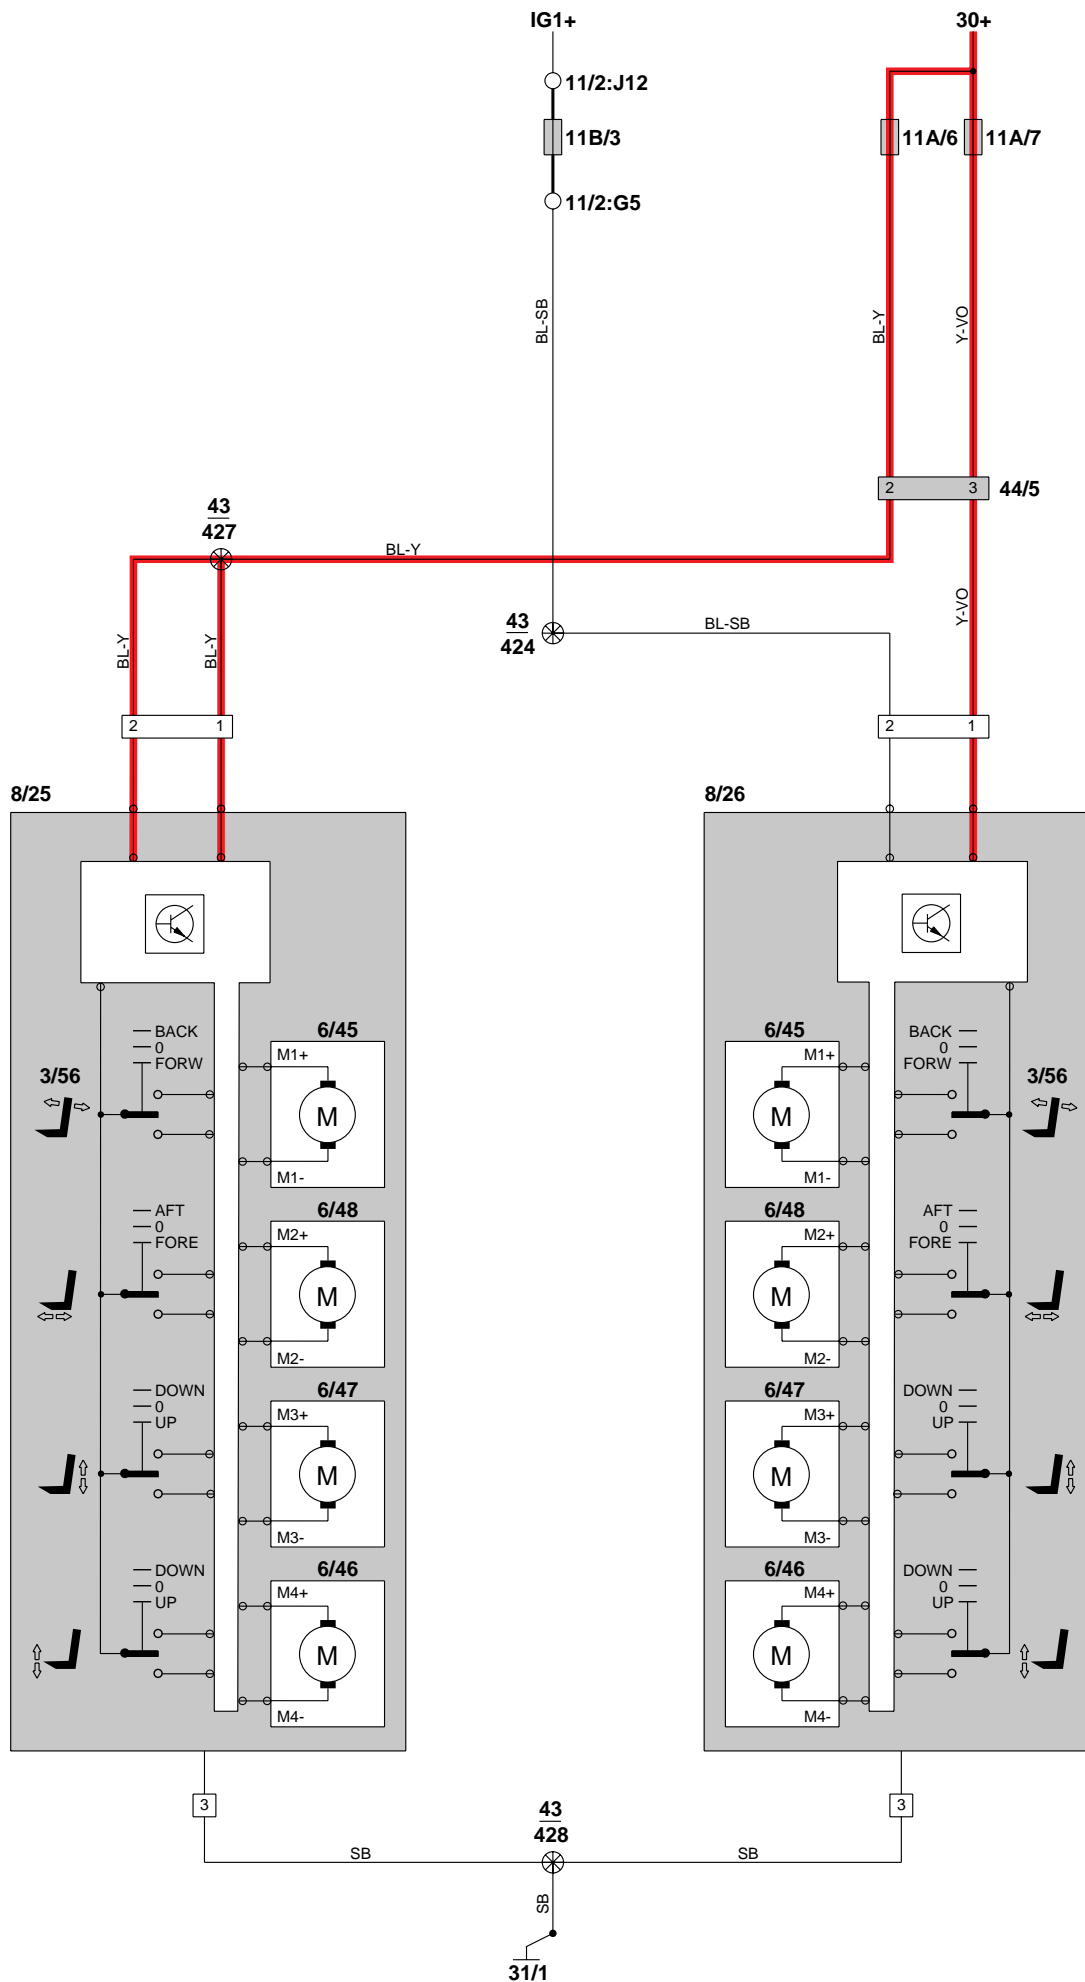 IG1+
30+
11/2:J12
11B/3
11A/6
11A/7
11/2:G5
BL-SB
BL-Y
Y-VO
2
3
44/5
43
427
BL-Y
43
424
BL-SB
Y-VO
BL-Y
BL-Y
2
1
2
1
8/25
8/26
BACK
0
FORW
6/45
M1+
M
M1-
3/56
AFT
0
FORE
6/48
M2+
M
M2-
DOWN
0
UP
6/47
M3+
M
M3-
DOWN
0
UP
6/46
M4+
M
M4-
6/45
M1+
M
M1-
BACK
0
FORW
3/56
6/48
M2+
M
M2-
AFT
0
FORE
6/47
M3+
M
M3-
DOWN
0
UP
6/46
M4+
M
M4-
DOWN
0
UP
3
3
43
428
SB
SB
SB
31/1